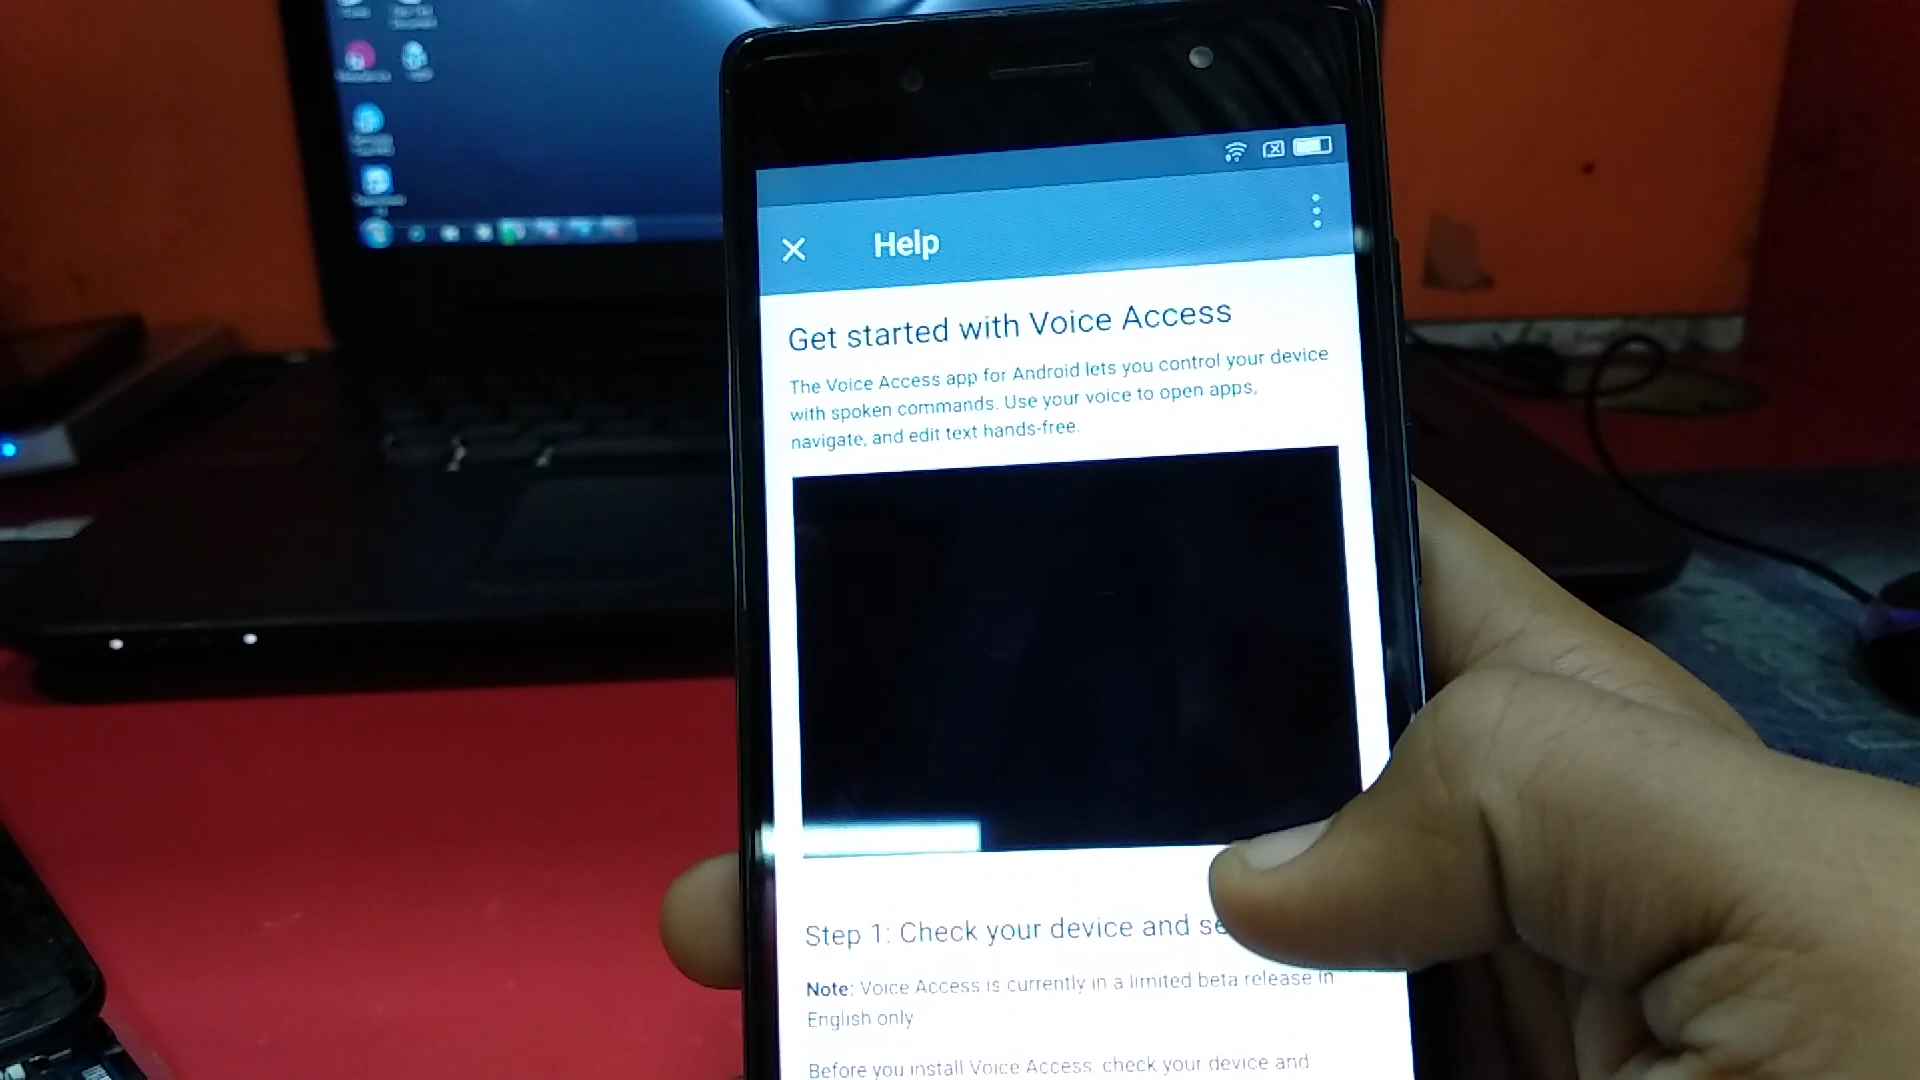 Help
Get started with Voice Access
The Voice Access app for Android lets you control your device
with spoken commands. Use your voice to open apps,
navigate, and edit text hands-free.
Step 1: Check your device and
Note: Voice Access is currently in a limited beta release in
English only
Before you install Voice Access, check your device and